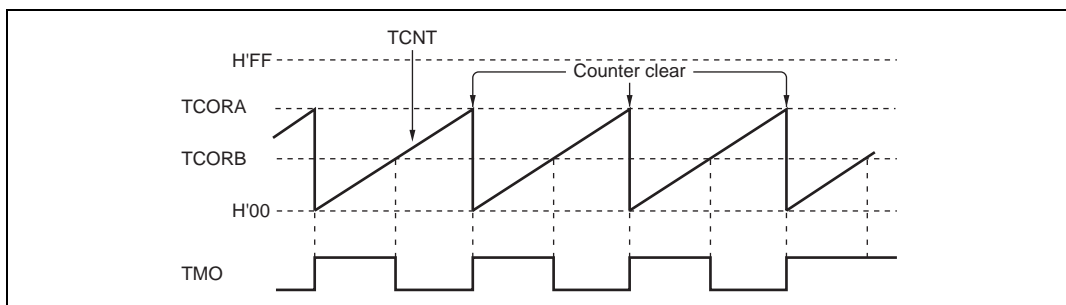 TCNT
H'FF
Counter clear
TCORA
TCORB
H'00
TMO